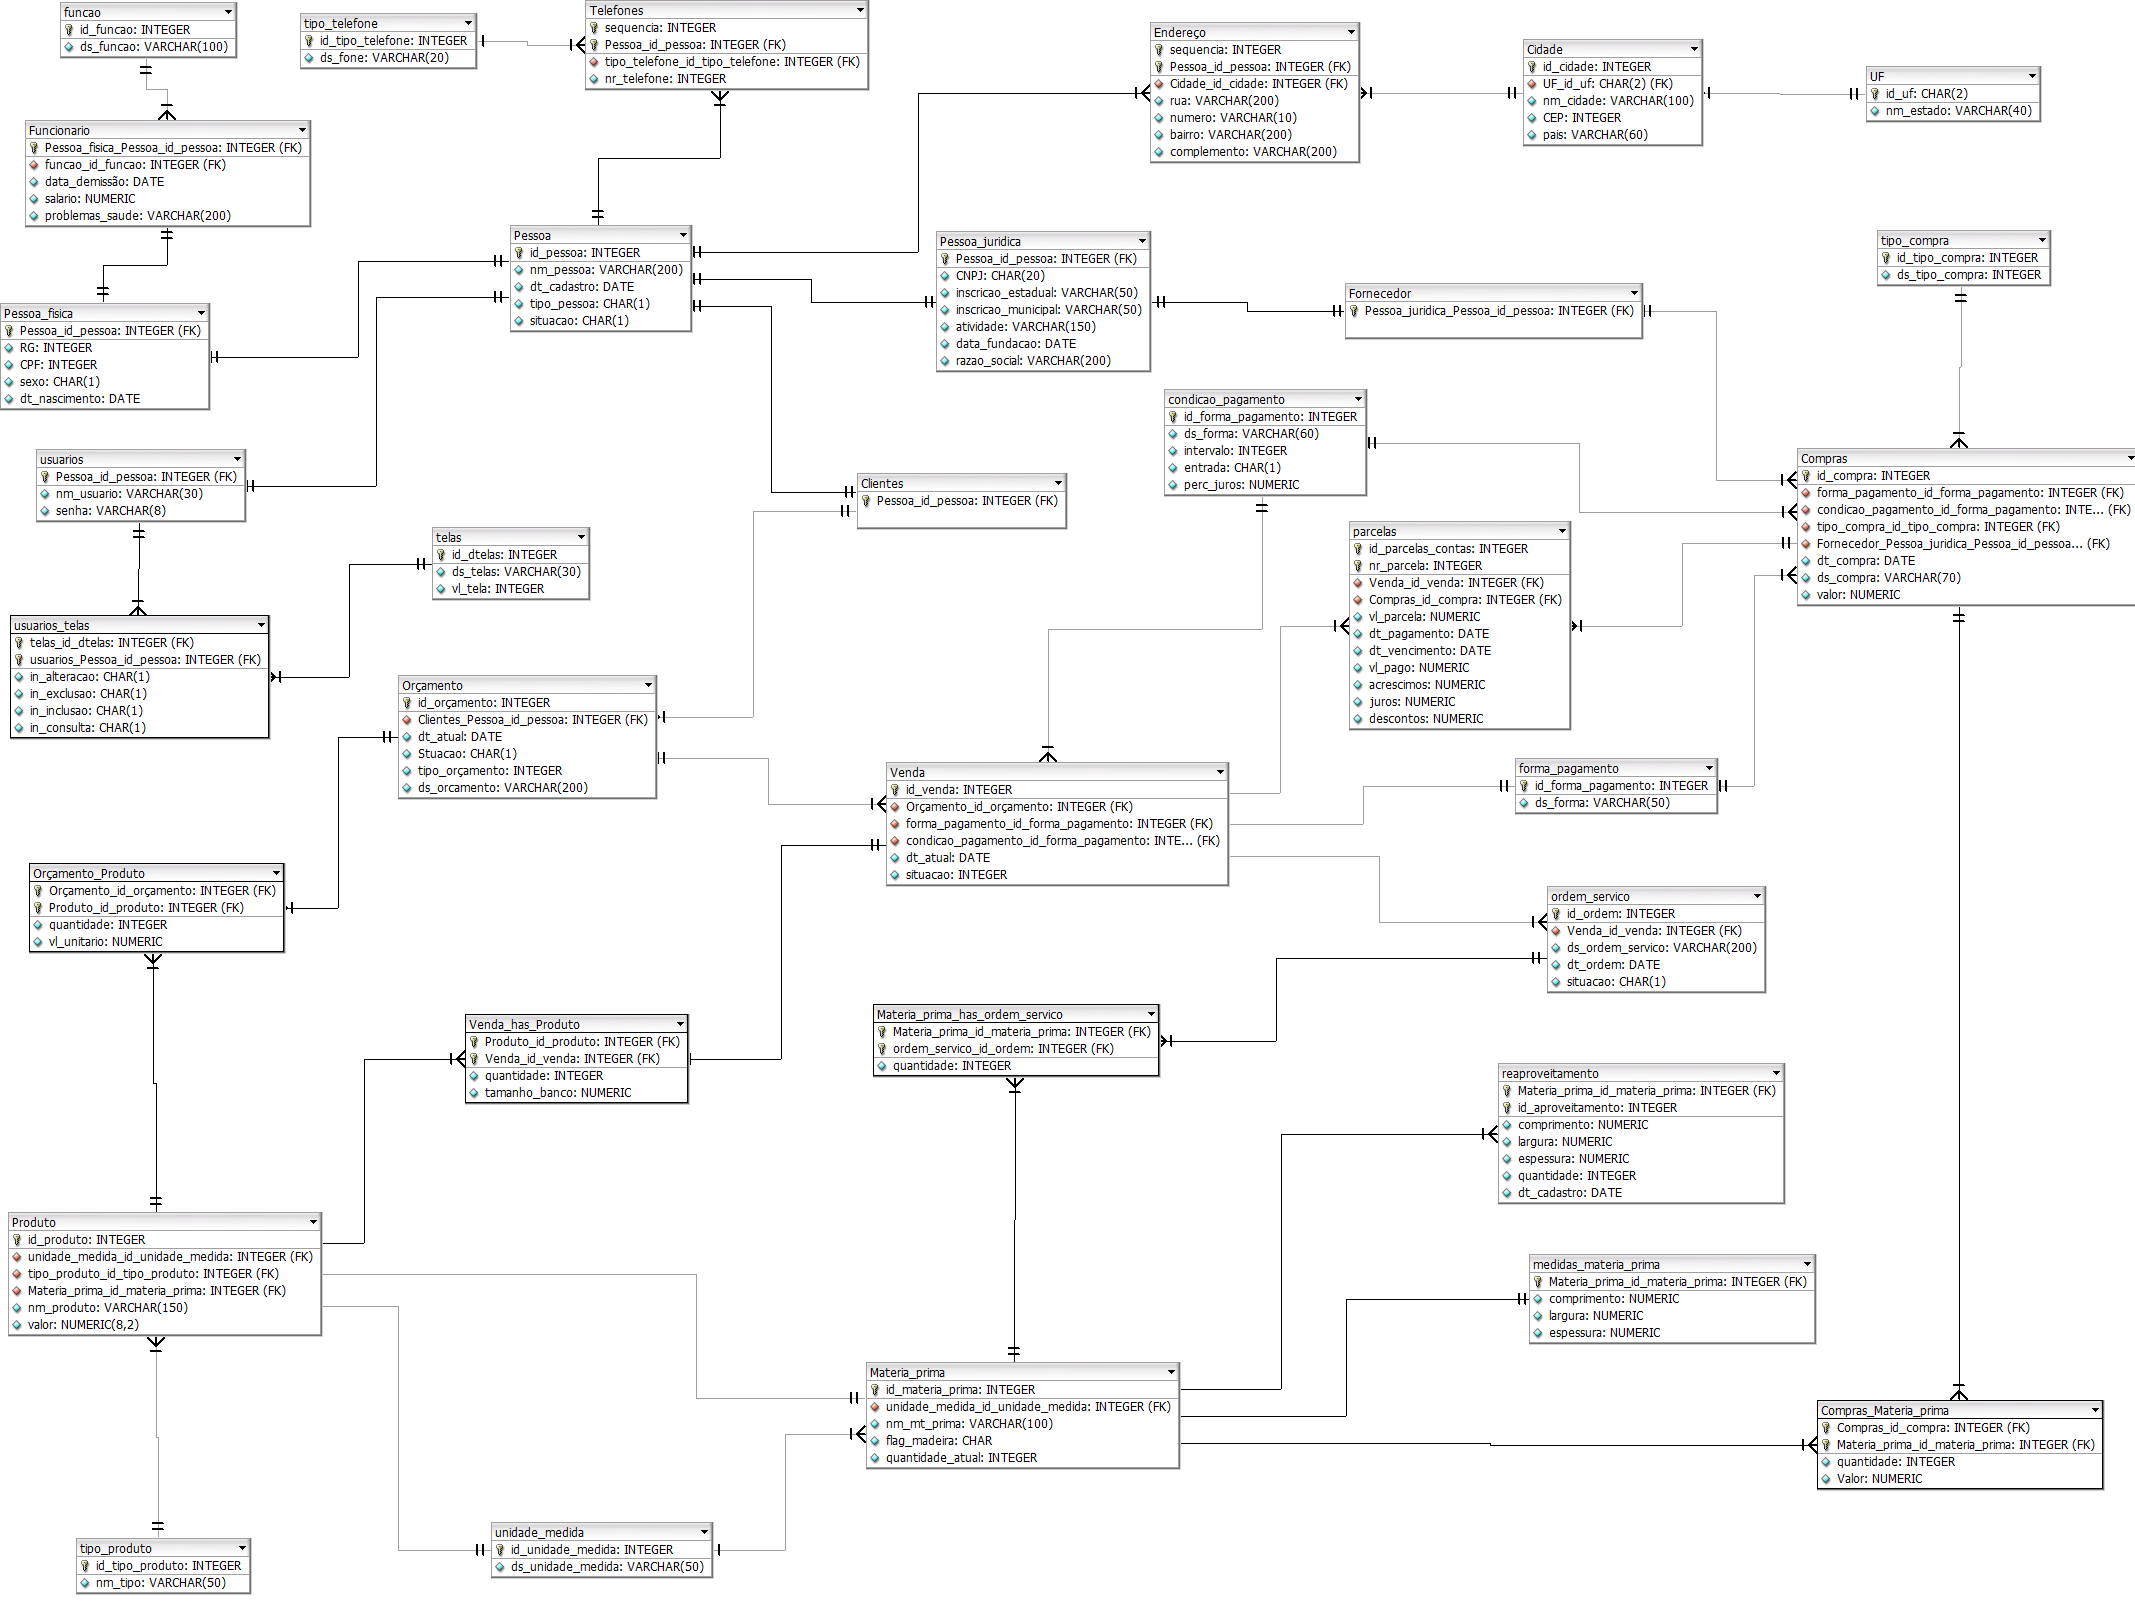 funcao
id_funcao: INTEGER
ds_funcao: VARCHAR(100)
tipo_telefone
id_tipo_telefone: INTEGER
ds_fone: VARCHAR(20)
Telefones
sequencia: INTEGER
Pessoa_id_pessoa: INTEGER (FK)
tipo_telefone_id_tipo_telefone: INTEGER (FK)
nr_telefone: INTEGER
Endereço
sequencia: INTEGER
Pessoa_id_pessoa: INTEGER (FK)
Cidade_id_cidade: INTEGER (FK)
rua: VARCHAR(200)
numero: VARCHAR(10)
bairro: VARCHAR(200)
complemento: VARCHAR(200)
Cidade
id_cidade: INTEGER
UF_id_uf: CHAR(2) (FK)
nm_cidade: VARCHAR(100)
CEP: INTEGER
pais: VARCHAR(60)
UF
id_uf: CHAR(2)
nm_estado: VARCHAR(40)
Funcionario
Pessoa_fisica_Pessoa_id_pessoa: INTEGER (FK)
funcao_id_funcao: INTEGER (FK)
data_demissão: DATE
salario: NUMERIC
problemas_saude: VARCHAR(200)
Pessoa
id_pessoa: INTEGER
nm_pessoa: VARCHAR(200)
dt_cadastro: DATE
tipo_pessoa: CHAR(1)
situacao: CHAR(1)
Pessoa_juridica
Pessoa_id_pessoa: INTEGER (FK)
CNPJ: CHAR(20)
inscricao_estadual: VARCHAR(50)
inscricao_municipal: VARCHAR(50)
atividade: VARCHAR(150)
data_fundacao: DATE
razao_social: VARCHAR(200)
Fornecedor
Pessoa_juridica_Pessoa_id_pessoa: INTEGER (FK)
tipo_compra
id_tipo_compra: INTEGER
ds_tipo_compra: INTEGER
Pessoa_fisica
Pessoa_id_pessoa: INTEGER (FK)
RG: INTEGER
CPF: INTEGER
sexo: CHAR(1)
dt_nascimento: DATE
condicao_pagamento
id_forma_pagamento: INTEGER
ds_forma: VARCHAR(60)
intervalo: INTEGER
entrada: CHAR(1)
perc_juros: NUMERIC
usuarios
Pessoa_id_pessoa: INTEGER (FK)
nm_usuario: VARCHAR(30)
senha: VARCHAR(8)
Clientes
Pessoa_id_pessoa: INTEGER (FK)
Compras
id_compra: INTEGER
forma_pagamento_id_forma_pagamento: INTEGER (FK)
condicao_pagamento_id_forma_pagamento: INTE... (FK)
tipo_compra_id_tipo_compra: INTEGER (FK)
Fornecedor_Pessoa_juridica_Pessoa_id_pessoa... (FK)
dt_compra: DATE
ds_compra: VARCHAR(70)
valor: NUMERIC
telas
id_dtelas: INTEGER
ds_telas: VARCHAR(30)
vl_tela: INTEGER
parcelas
id_parcelas_contas: INTEGER
nr_parcela: INTEGER
Venda_id_venda: INTEGER (FK)
Compras_id_compra: INTEGER (FK)
vl_parcela: NUMERIC
dt_pagamento: DATE
dt_vencimento: DATE
vl_pago: NUMERIC
acrescimos: NUMERIC
juros: NUMERIC
descontos: NUMERIC
usuarios_telas
telas_id_dtelas: INTEGER (FK)
usuarios_Pessoa_id_pessoa: INTEGER (FK)
in_alteracao: CHAR(1)
in_exclusao: CHAR(1)
in_inclusao: CHAR(1)
in_consulta: CHAR(1)
Orçamento
id_orçamento: INTEGER
Clientes_Pessoa_id_pessoa: INTEGER (FK)
dt_atual: DATE
Stuacao: CHAR(1)
tipo_orçamento: INTEGER
ds_orcamento: VARCHAR(200)
Venda
id_venda: INTEGER
Orçamento_id_orçamento: INTEGER (FK)
forma_pagamento_id_forma_pagamento: INTEGER (FK)
condicao_pagamento_id_forma_pagamento: INTE... (FK)
dt_atual: DATE
situacao: INTEGER
forma_pagamento
id_forma_pagamento: INTEGER
ds_forma: VARCHAR(50)
Orçamento_Produto
Orçamento_id_orçamento: INTEGER (FK)
Produto_id_produto: INTEGER (FK)
quantidade: INTEGER
vl_unitario: NUMERIC
ordem_servico
id_ordem: INTEGER
Venda_id_venda: INTEGER (FK)
ds_ordem_servico: VARCHAR(200)
dt_ordem: DATE
situacao: CHAR(1)
Venda_has_Produto
Produto_id_produto: INTEGER (FK)
Venda_id_venda: INTEGER (FK)
quantidade: INTEGER
tamanho_banco: NUMERIC
Materia_prima_has_ordem_servico
Materia_prima_id_materia_prima: INTEGER (FK)
ordem_servico_id_ordem: INTEGER (FK)
quantidade: INTEGER
reaproveitamento
Materia_prima_id_materia_prima: INTEGER (FK)
id_aproveitamento: INTEGER
comprimento: NUMERIC
largura: NUMERIC
espessura: NUMERIC
quantidade: INTEGER
dt_cadastro: DATE
Produto
id_produto: INTEGER
unidade_medida_id_unidade_medida: INTEGER (FK)
tipo_produto_id_tipo_produto: INTEGER (FK)
Materia_prima_id_materia_prima: INTEGER (FK)
nm_produto: VARCHAR(150)
valor: NUMERIC(8,2)
medidas_materia_prima
Materia_prima_id_materia_prima: INTEGER (FK)
comprimento: NUMERIC
largura: NUMERIC
espessura: NUMERIC
Materia_prima
id_materia_prima: INTEGER
unidade_medida_id_unidade_medida: INTEGER (FK)
nm_mt_prima: VARCHAR(100)
flag_madeira: CHAR
quantidade_atual: INTEGER
Compras_Materia_prima
Compras_id_compra: INTEGER (FK)
Materia_prima_id_materia_prima: INTEGER (FK)
quantidade: INTEGER
Valor: NUMERIC
unidade_medida
id_unidade_medida: INTEGER
ds_unidade_medida: VARCHAR(50)
tipo_produto
id_tipo_produto: INTEGER
nm_tipo: VARCHAR(50)